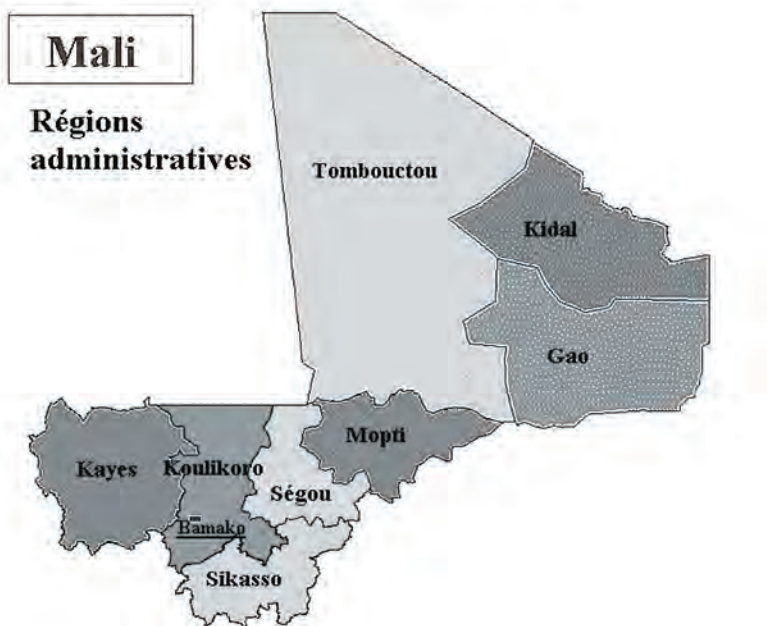 Mali
Régions
administratives
Tombouctou
Kidal
Gao
Mopti
Kayes
Koulikoro
Ségou
Bamako
Sikasso